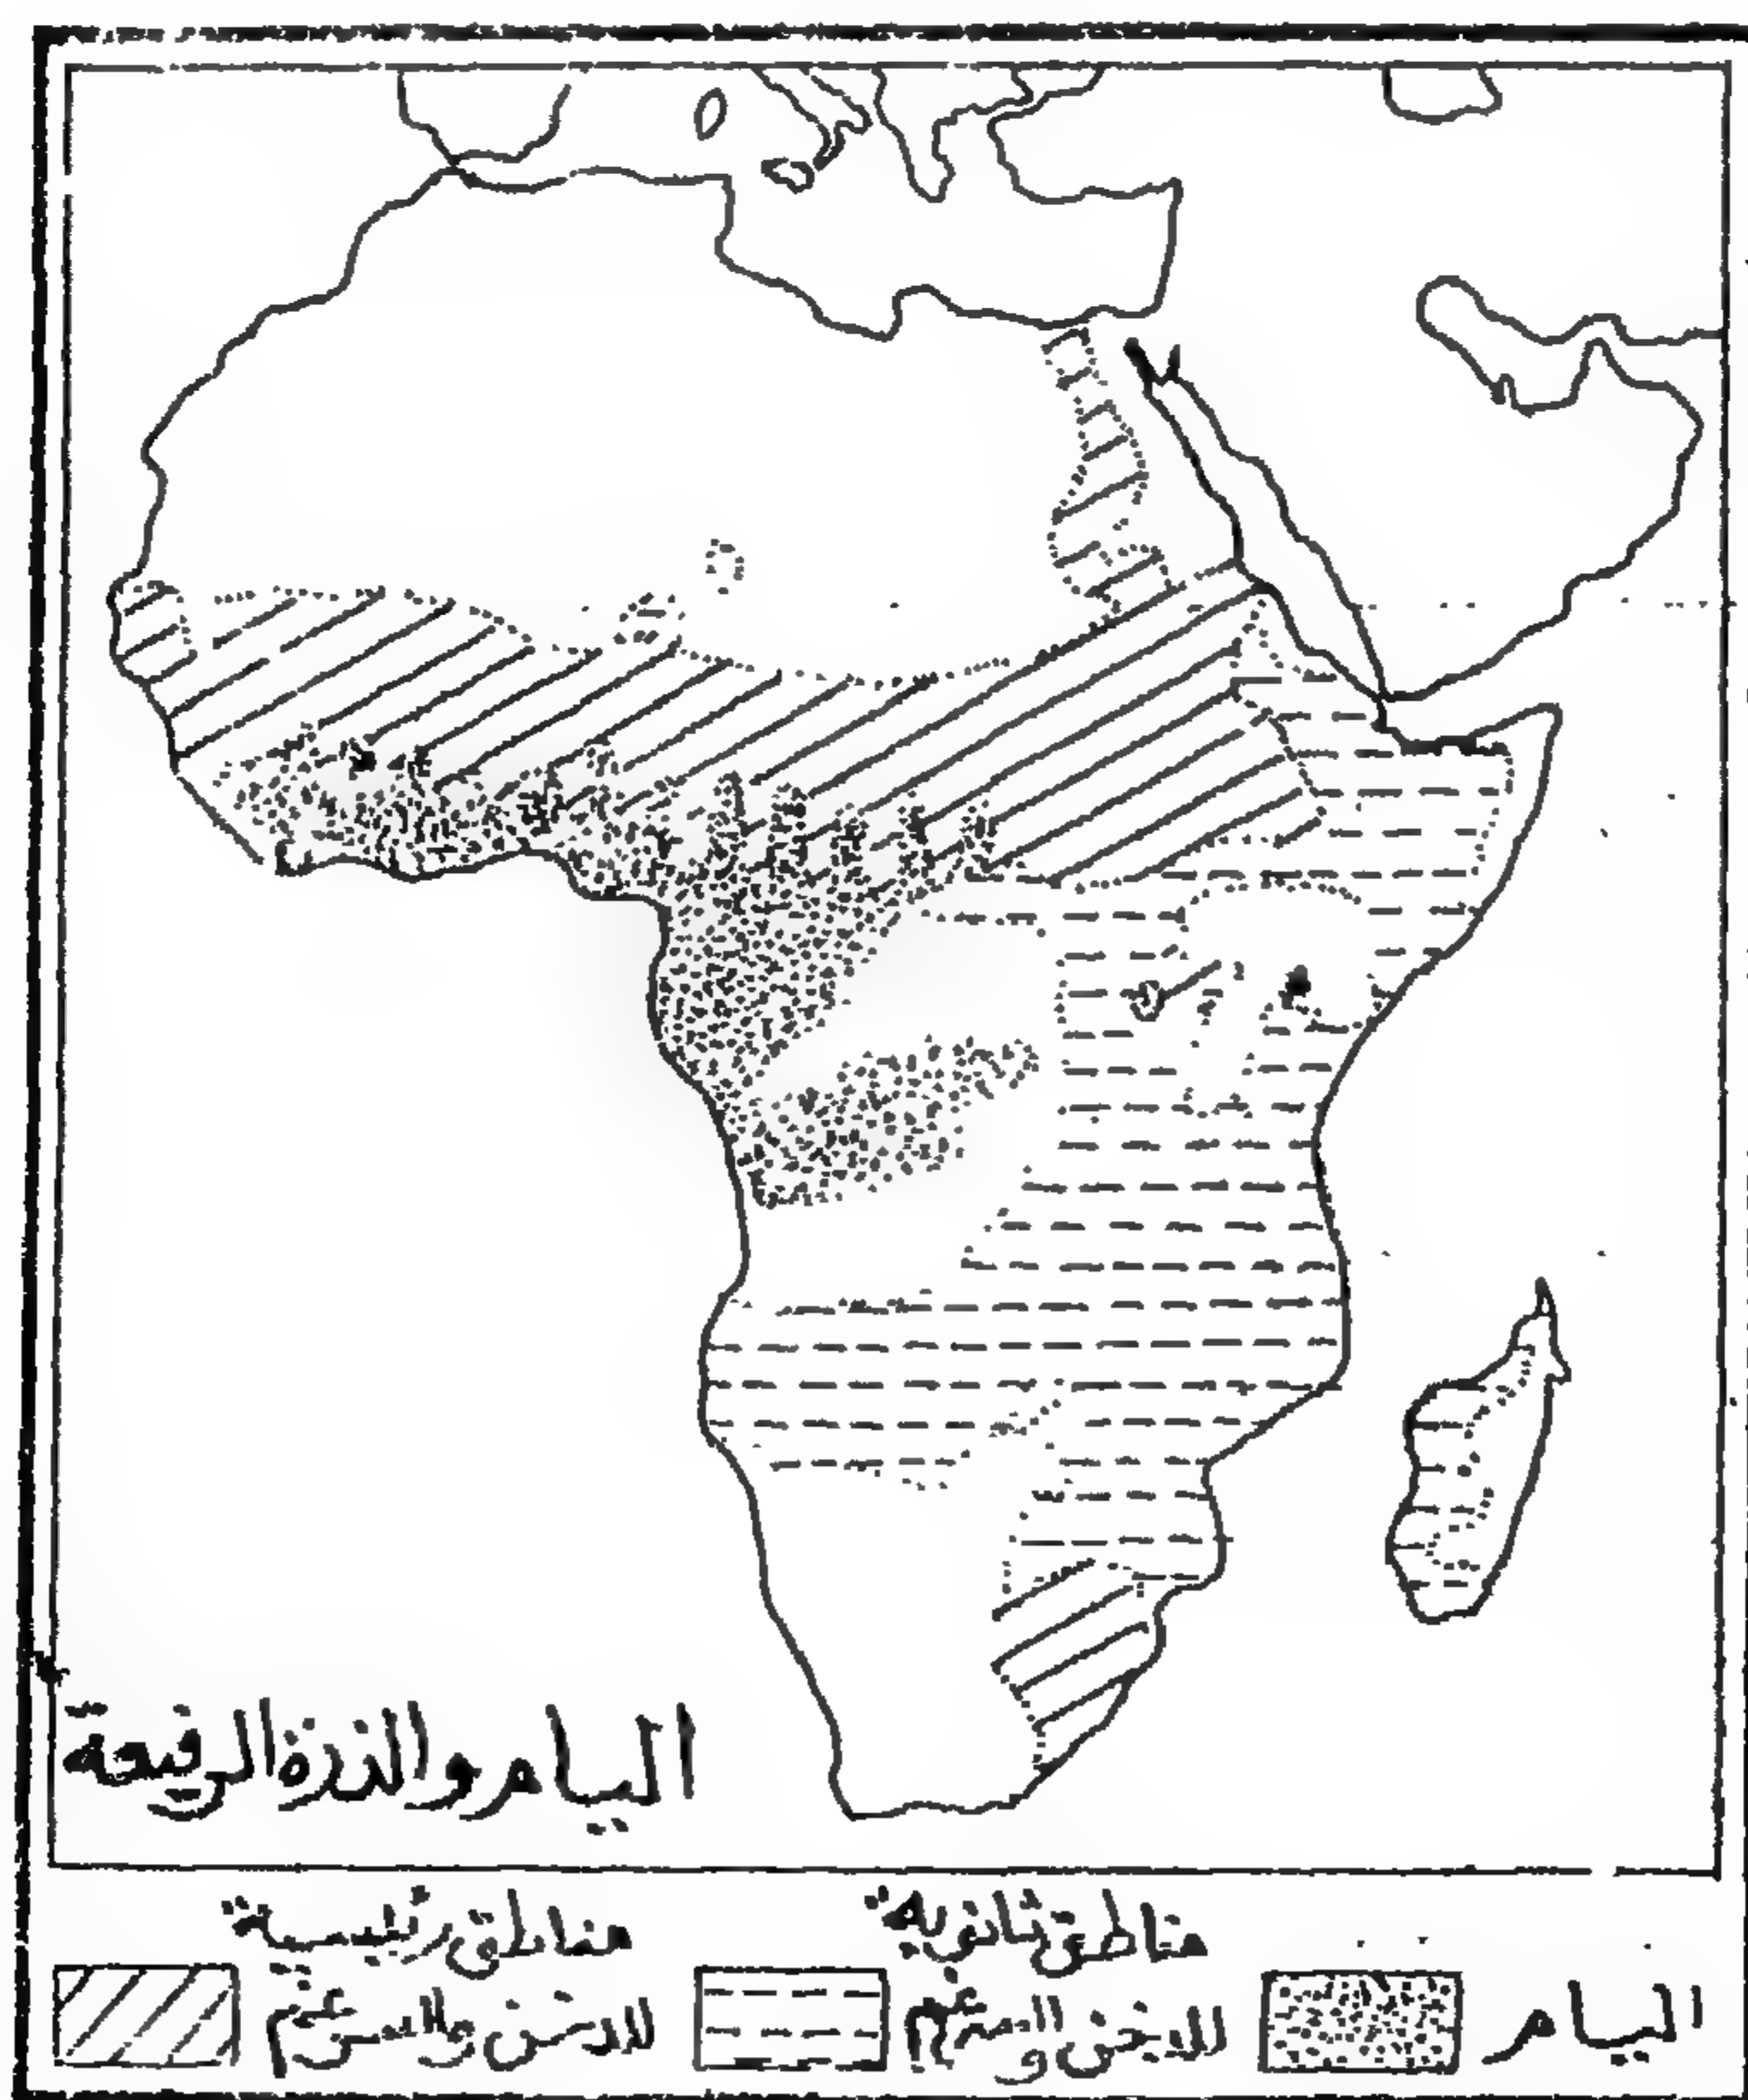 اليام والذرة الرفيعة
اليام
مناطق ثانوية
للدخن والسرغم
مناطق رئيسية
للدخن والسرغم